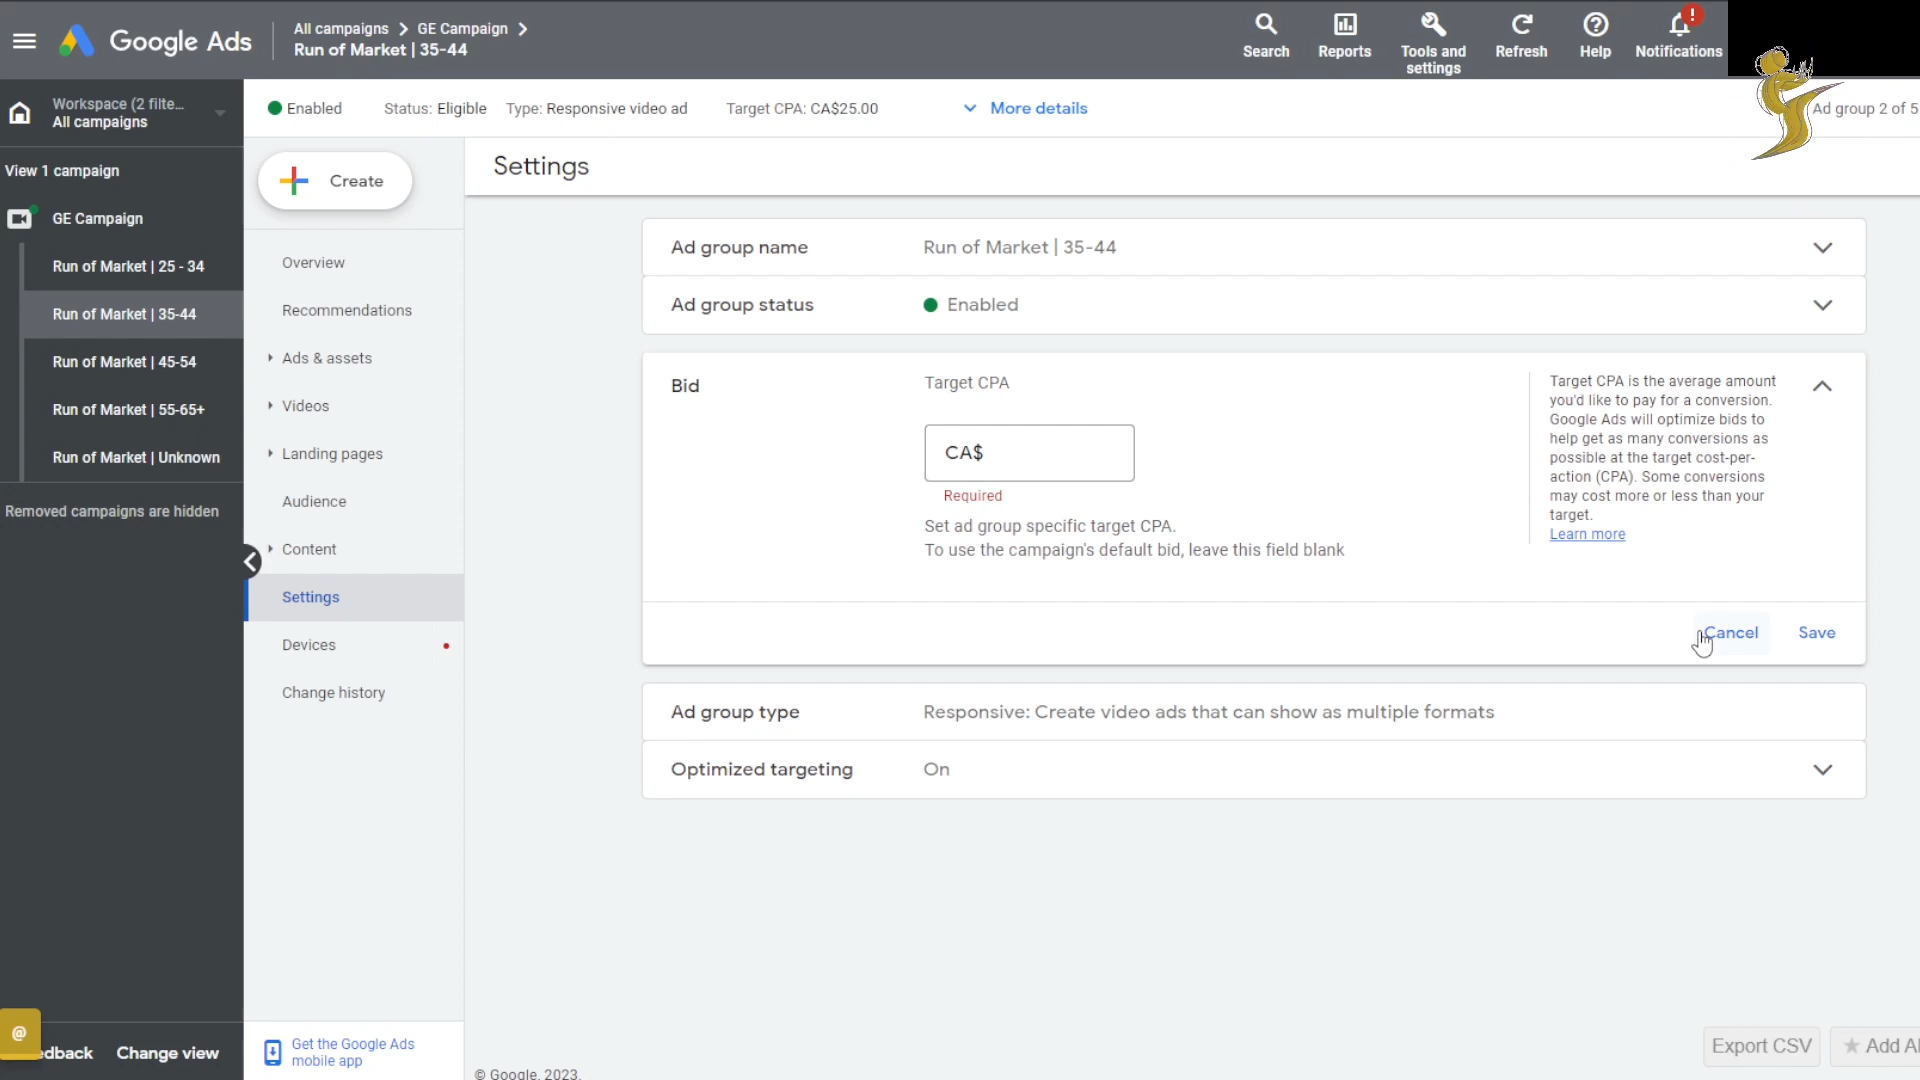 Google Ads
All campaigns > GE Campaign >
Run of Market | 35-44
Search
Reports
Tools and settings
Refresh
Help
!
Notifications
Workspace (2 filte...
All campaigns
Enabled
Status: Eligible
Type: Responsive video ad
Target CPA: CA$25.00
More details
Ad group 2 of 5
View 1 campaign
GE Campaign
Run of Market | 25 - 34
Run of Market | 35-44
Run of Market | 45-54
Run of Market | 55-65+
Run of Market | Unknown
Removed campaigns are hidden
@
edback
Change view
Create
Overview
Recommendations
Ads & assets
Videos
Landing pages
Audience
Content
Settings
Devices
Change history
Get the Google Ads
mobile app
Settings
Ad group name
Run of Market | 35-44
Ad group status
Enabled
Bid
Target CPA
CA$
Required
Set ad group specific target CPA.
To use the campaign's default bid, leave this field blank
Target CPA is the average amount
you'd like to pay for a conversion.
Google Ads will optimize bids to
help get as many conversions as
possible at the target cost-per-
action (CPA). Some conversions
may cost more or less than your
target.
Learn more
Cancel
Save
Ad group type
Responsive: Create video ads that can show as multiple formats
Optimized targeting
On
Export CSV
Add Al
© Google, 2023.